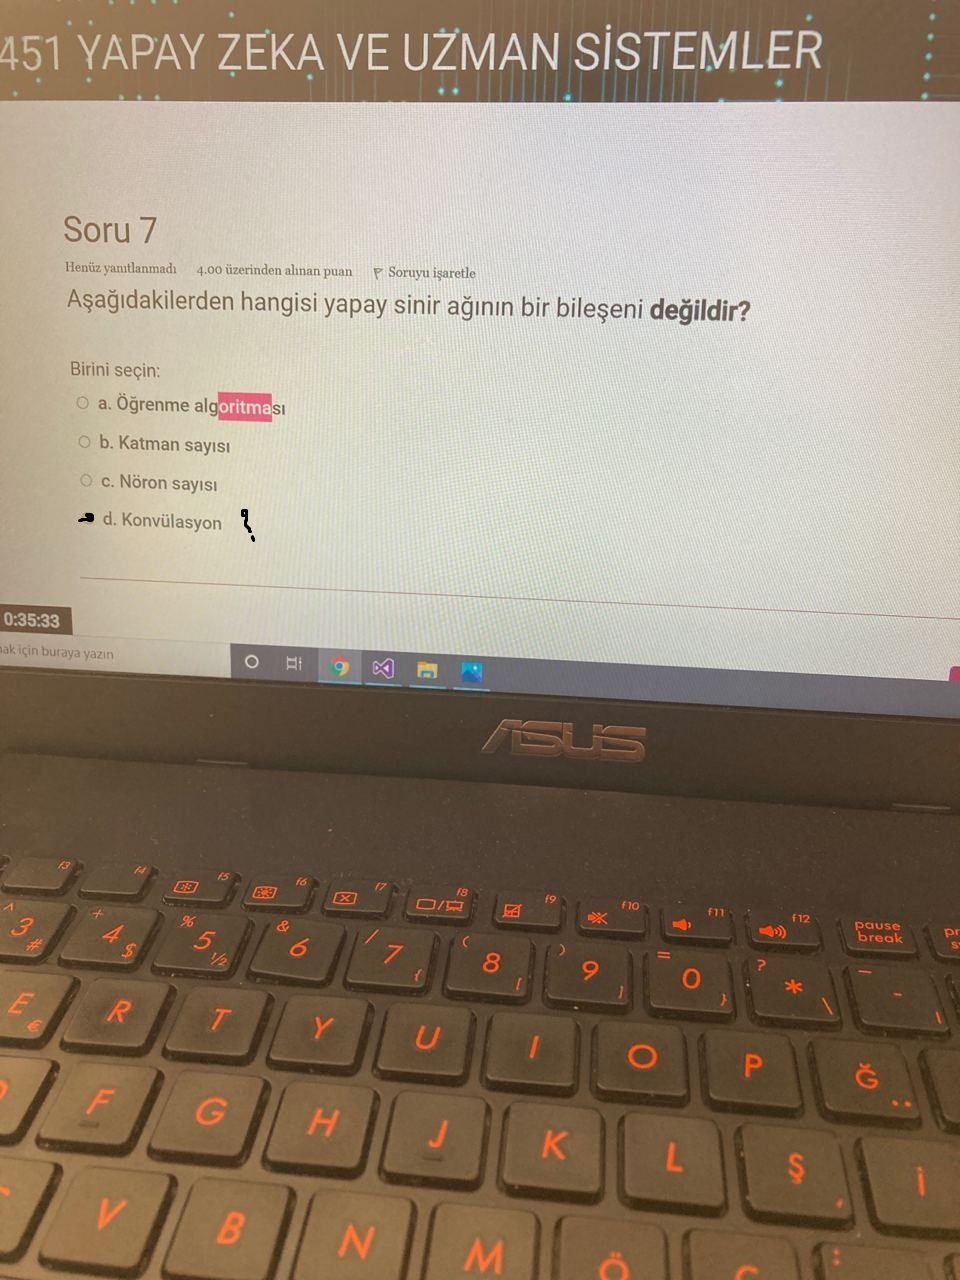 451 YAPAY ZEKA VE UZMAN SİSTEMLER
Soru 7
Henüz yanıtlanmadı 4.00 üzerinden alınan puan Soruyu işaretle
Aşağıdakilerden hangisi yapay sinir ağının bir bileşeni değildir?
Birini seçin:
a. Öğrenme algoritması
b. Katman sayısı
c. Nöron sayısı
d. Konvülasyon ?
0:35:33
mak için buraya yazın
ASUS
f3 f4 f5 f6 f7 f8 f9 f10 f11 f12 pause break
^ 3 # + 4 $ % 5 1/2 & 6 / 7 { ( 8 [ ) 9 ] = 0 } ? * \ _ -
E € R T Y U I O P Ğ ¨
F G H J K L Ş İ
V B N M Ö